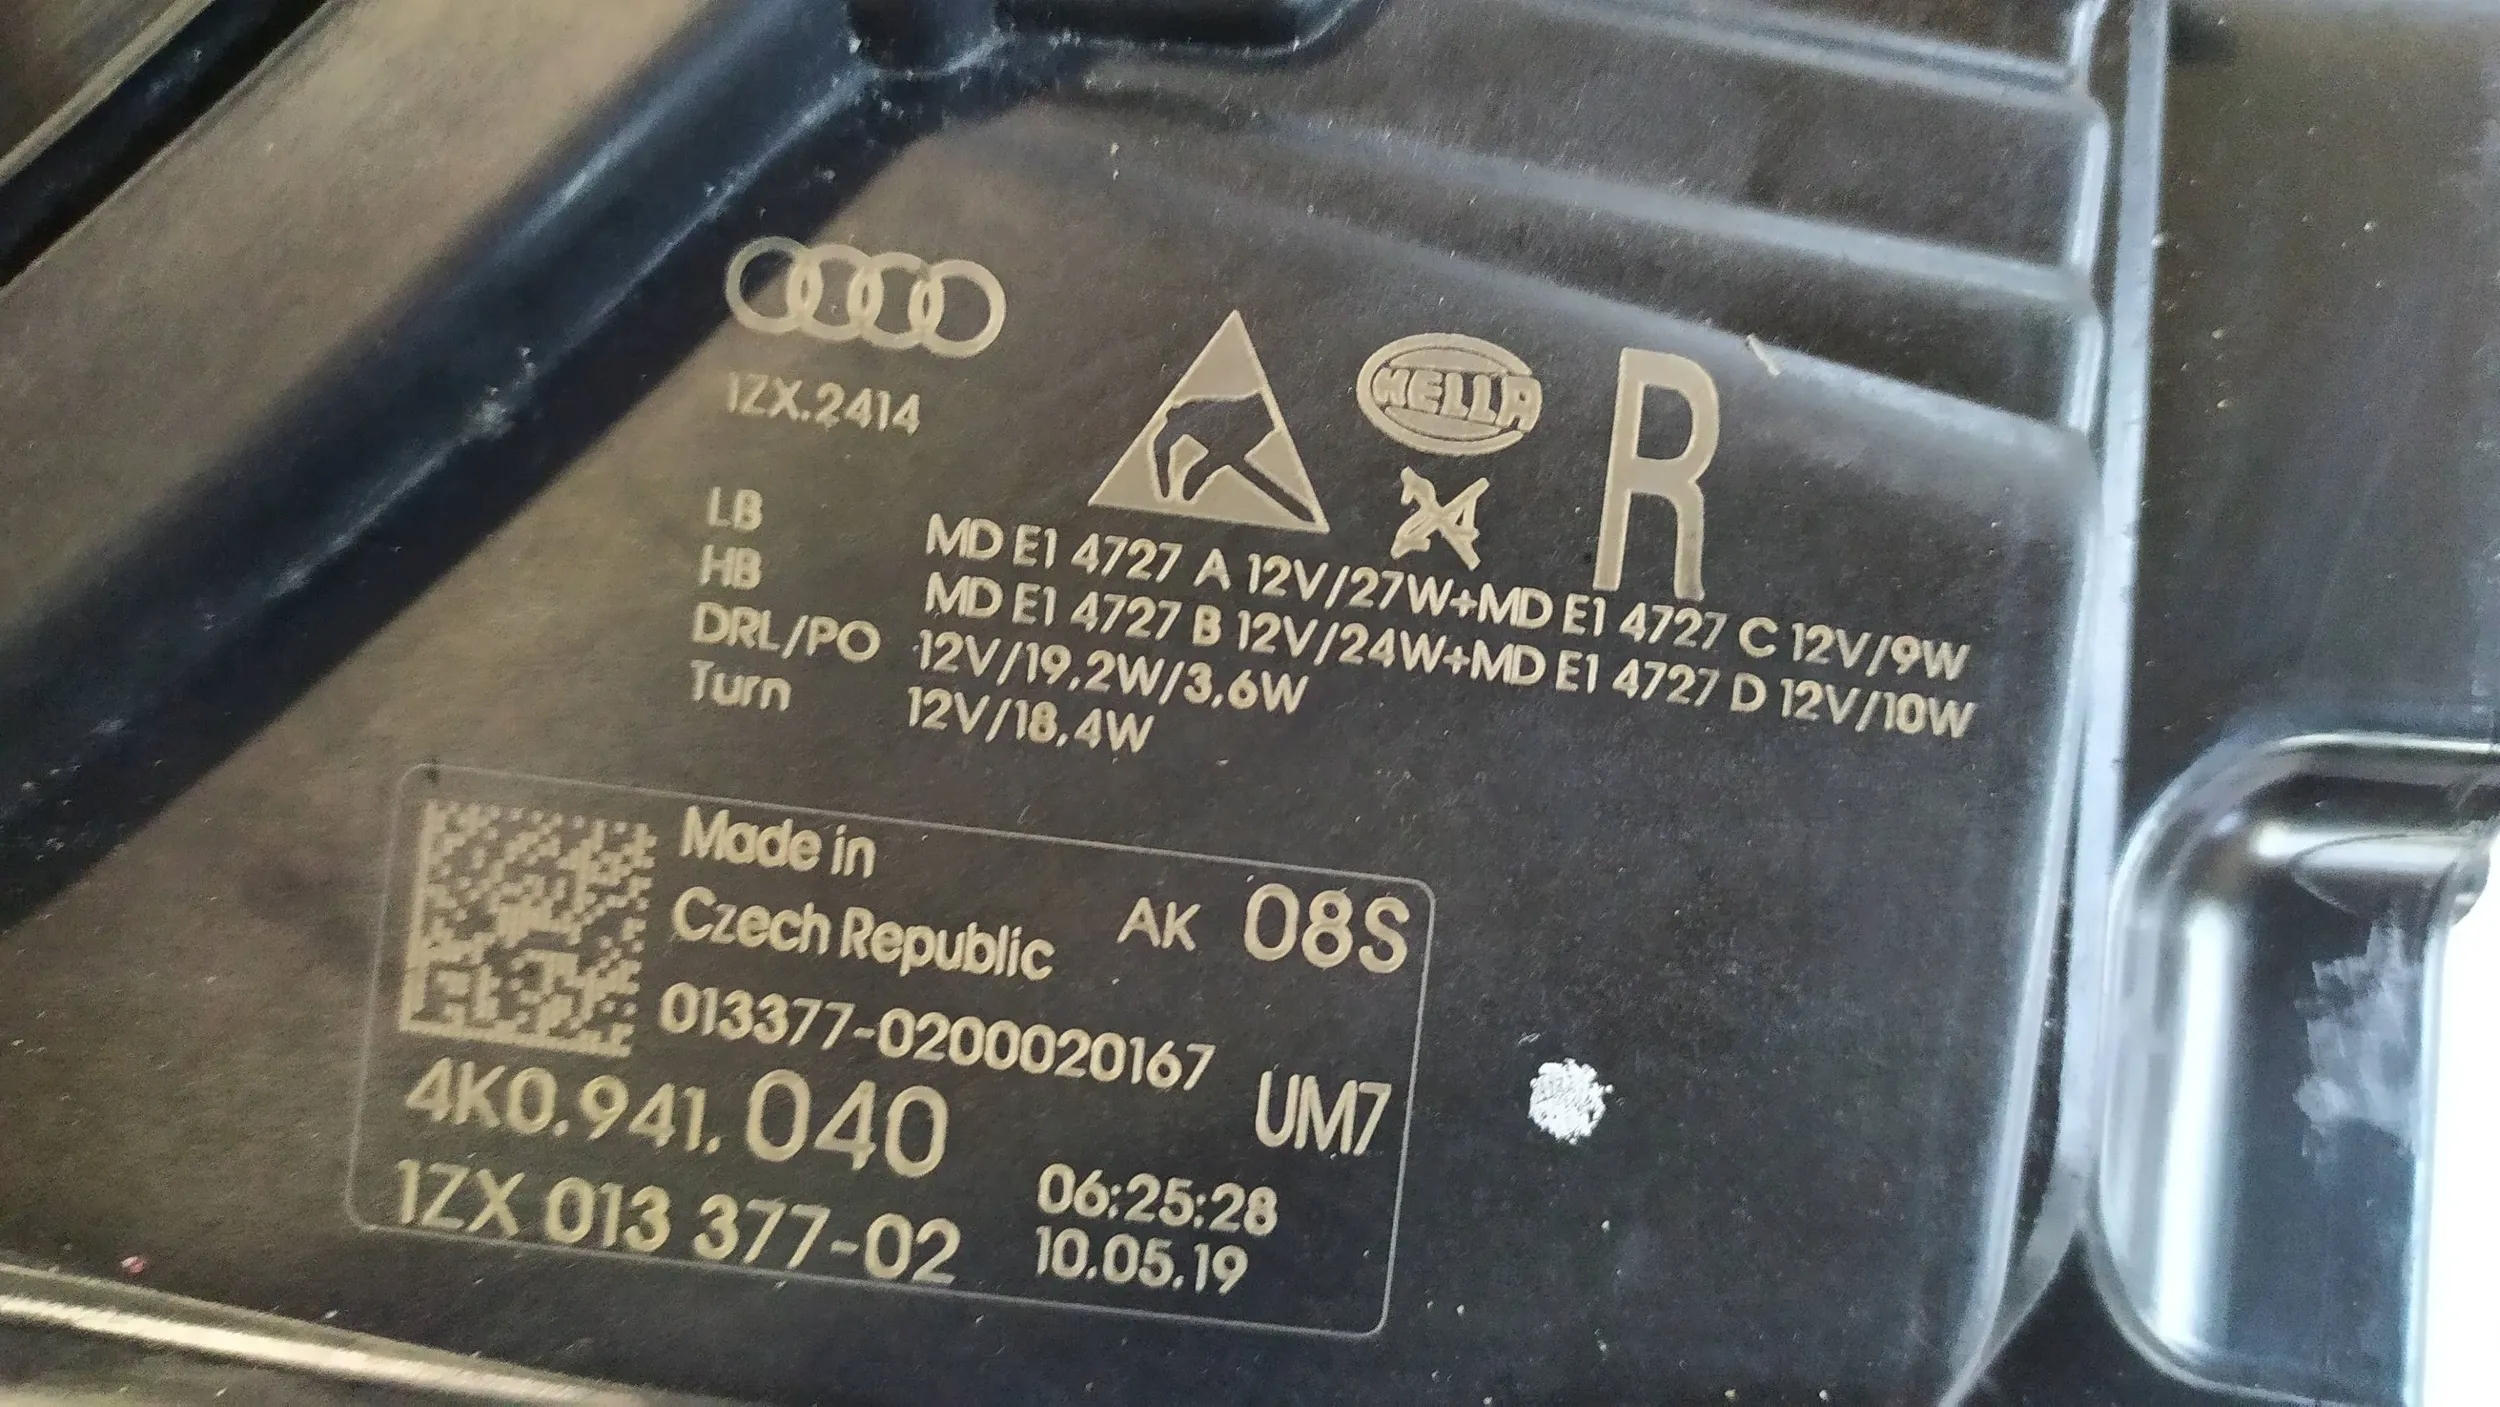 1ZX.2414
HELLA
R
24
LB MD E1 4727 A 12V/27W+MD E1 4727 C 12V/9W
HB MD E1 4727 B 12V/24W+MD E1 4727 D 12V/10W
DRL/PO 12V/19,2W/3,6W
Turn 12V/18,4W
Made in
Czech Republic AK 08S
013377-0200020167
4K0.941.040 UM7
1ZX 013 377-02 06:25:28
10.05.19